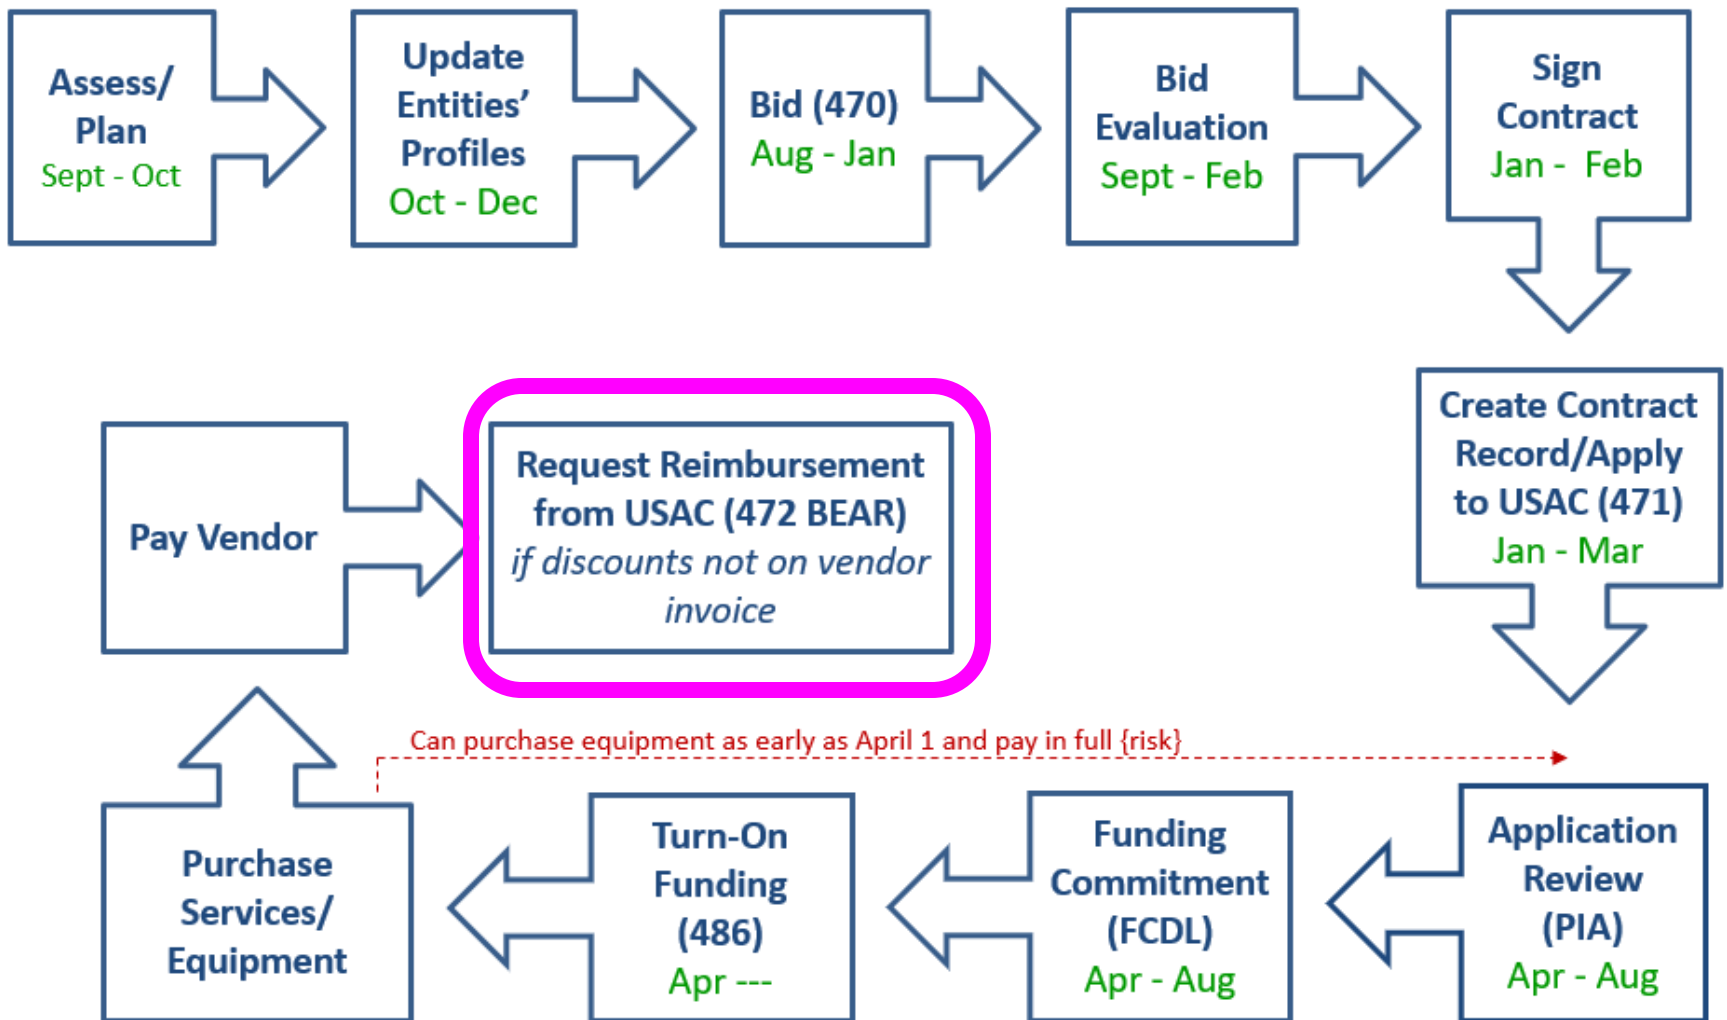 Assess/
Plan
Sept - Oct
Update
Entities’
Profiles
Oct - Dec
Bid (470)
Aug - Jan
Bid
Evaluation
Sept - Feb
Sign
Contract
Jan - Feb
Create Contract
Record/Apply
to USAC (471)
Jan - Mar
Application
Review
(PIA)
Apr - Aug
Funding
Commitment
(FCDL)
Apr - Aug
Turn-On
Funding
(486)
Apr ---
Purchase
Services/
Equipment
Can purchase equipment as early as April 1 and pay in full {risk}
Pay Vendor
Request Reimbursement
from USAC (472 BEAR)
if discounts not on vendor
invoice